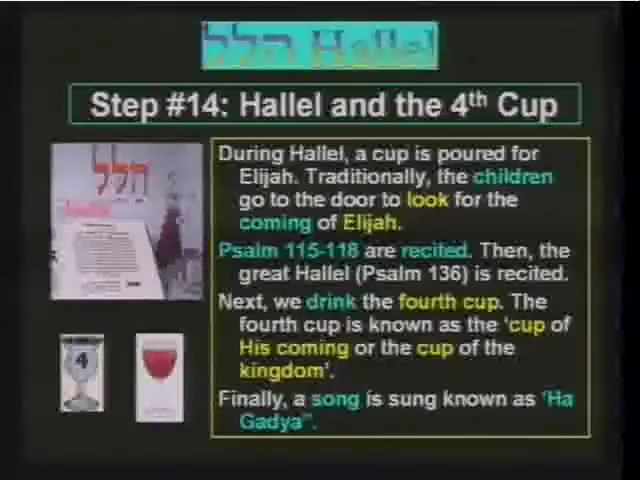 הלל Hallel
Step #14: Hallel and the 4th Cup
הלל
During Hallel, a cup is poured for
Elijah. Traditionally, the children
go to the door to look for the
coming of Elijah.
Psalm 115-118 are recited. Then, the
great Hallel (Psalm 136) is recited.
Next, we drink the fourth cup. The
fourth cup is known as the 'cup of
His coming or the cup of the
kingdom'.
Finally, a song is sung known as 'Ha
Gadya".
4